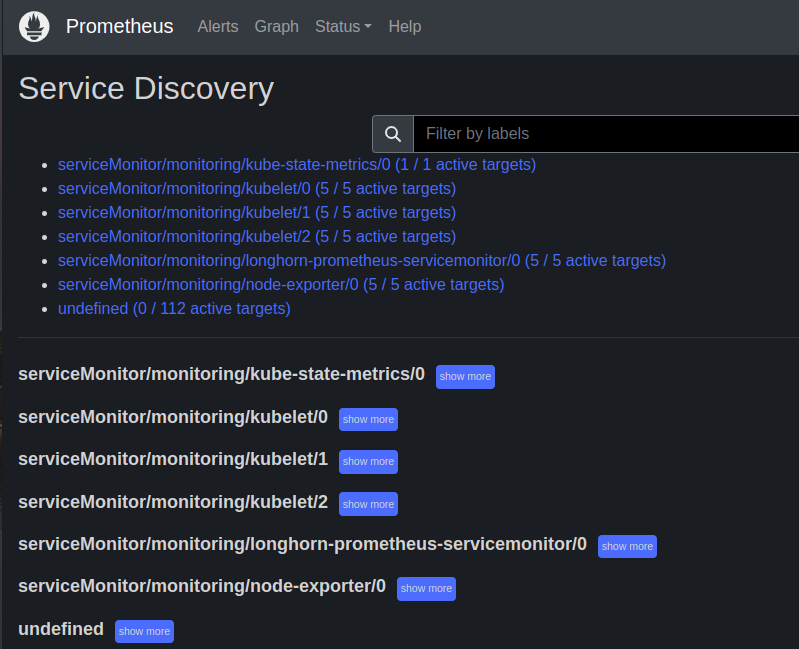 Prometheus Alerts Graph Status Help
Service Discovery
Filter by labels
serviceMonitor/monitoring/kube-state-metrics/0 (1 / 1 active targets)
serviceMonitor/monitoring/kubelet/0 (5 / 5 active targets)
serviceMonitor/monitoring/kubelet/1 (5 / 5 active targets)
serviceMonitor/monitoring/kubelet/2 (5 / 5 active targets)
serviceMonitor/monitoring/longhorn-prometheus-servicemonitor/0 (5 / 5 active targets)
serviceMonitor/monitoring/node-exporter/0 (5 / 5 active targets)
undefined (0 / 112 active targets)
serviceMonitor/monitoring/kube-state-metrics/0 show more
serviceMonitor/monitoring/kubelet/0 show more
serviceMonitor/monitoring/kubelet/1 show more
serviceMonitor/monitoring/kubelet/2 show more
serviceMonitor/monitoring/longhorn-prometheus-servicemonitor/0 show more
serviceMonitor/monitoring/node-exporter/0 show more
undefined show more